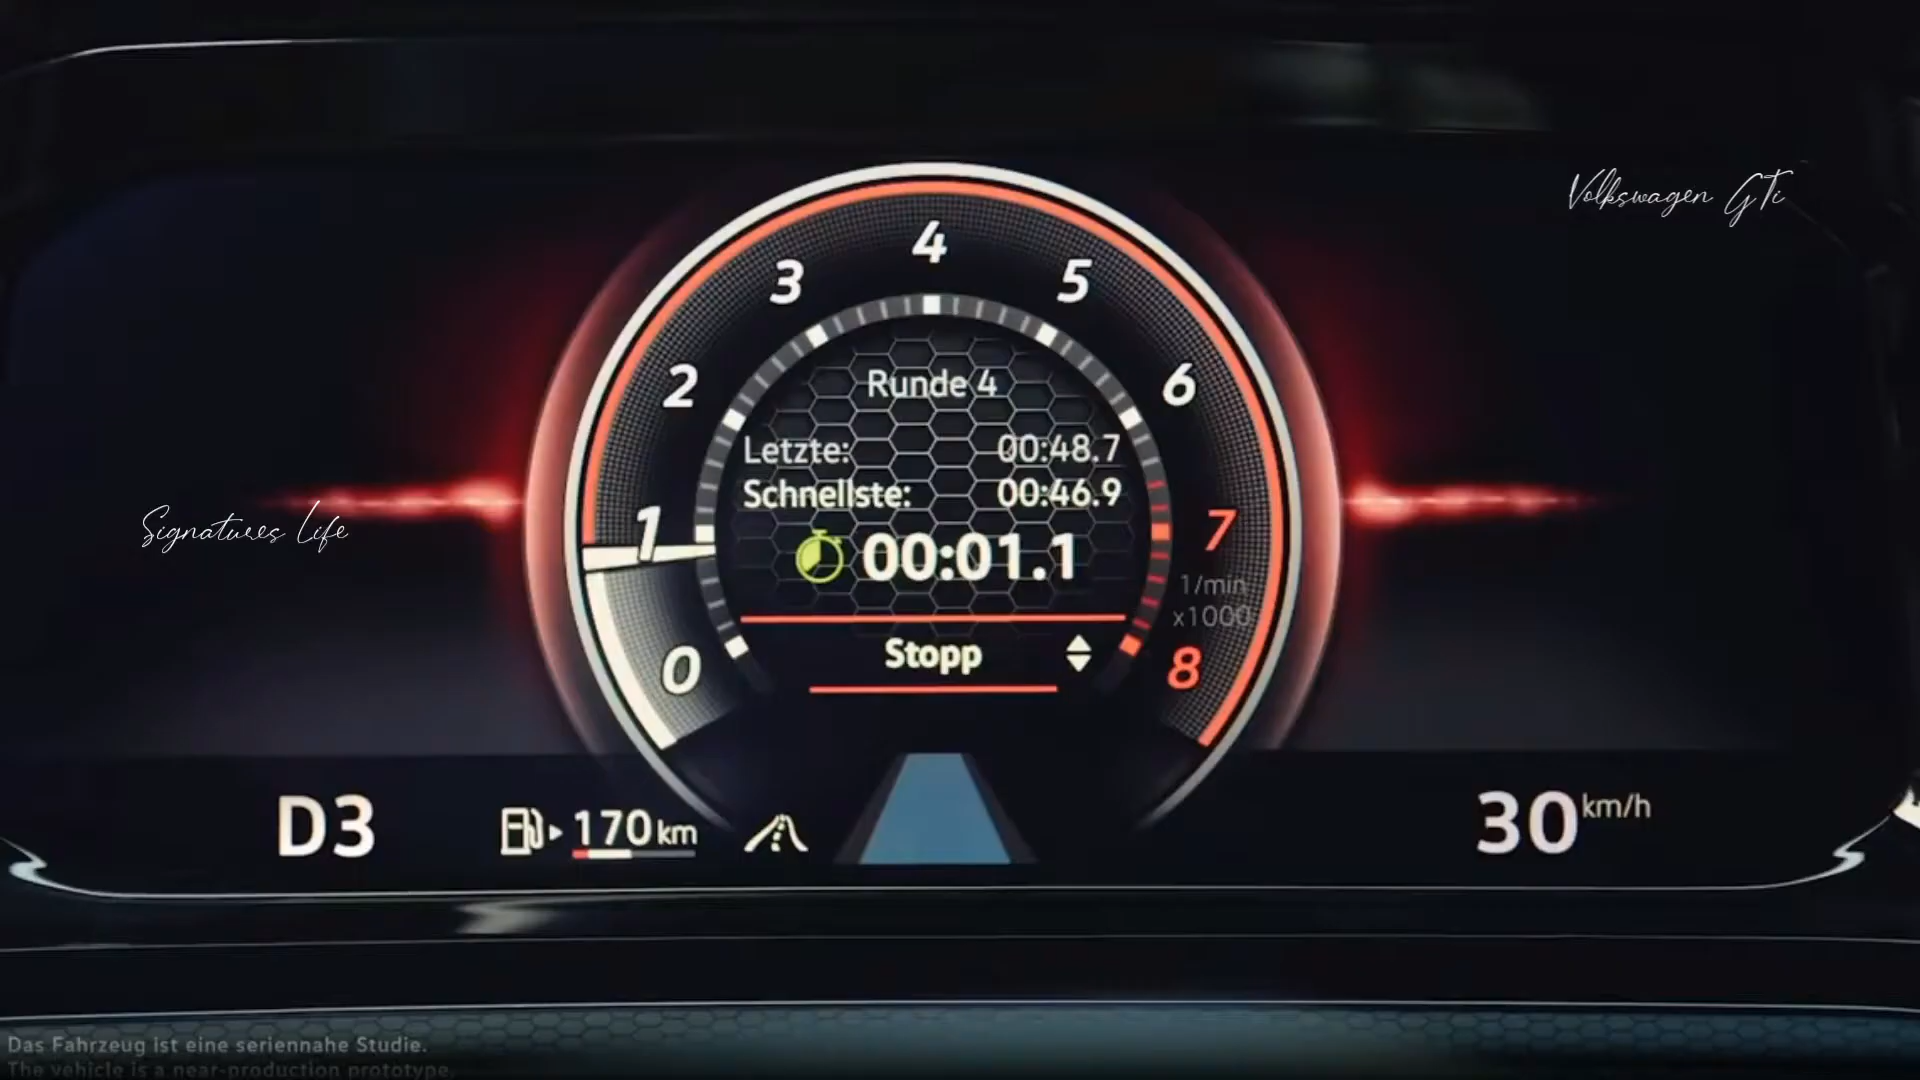 Volkswagen GTi
4
3
5
2
6
Runde 4
Letzte: 00:48.7
Schnellste: 00:46.9
1
7
Signatures Life
00:01.1
1/min
x1000
Stopp
0
8
D3
170 km
30 km/h
Das Fahrzeug ist eine seriennahe Studie.
The vehicle is a near-production prototype.